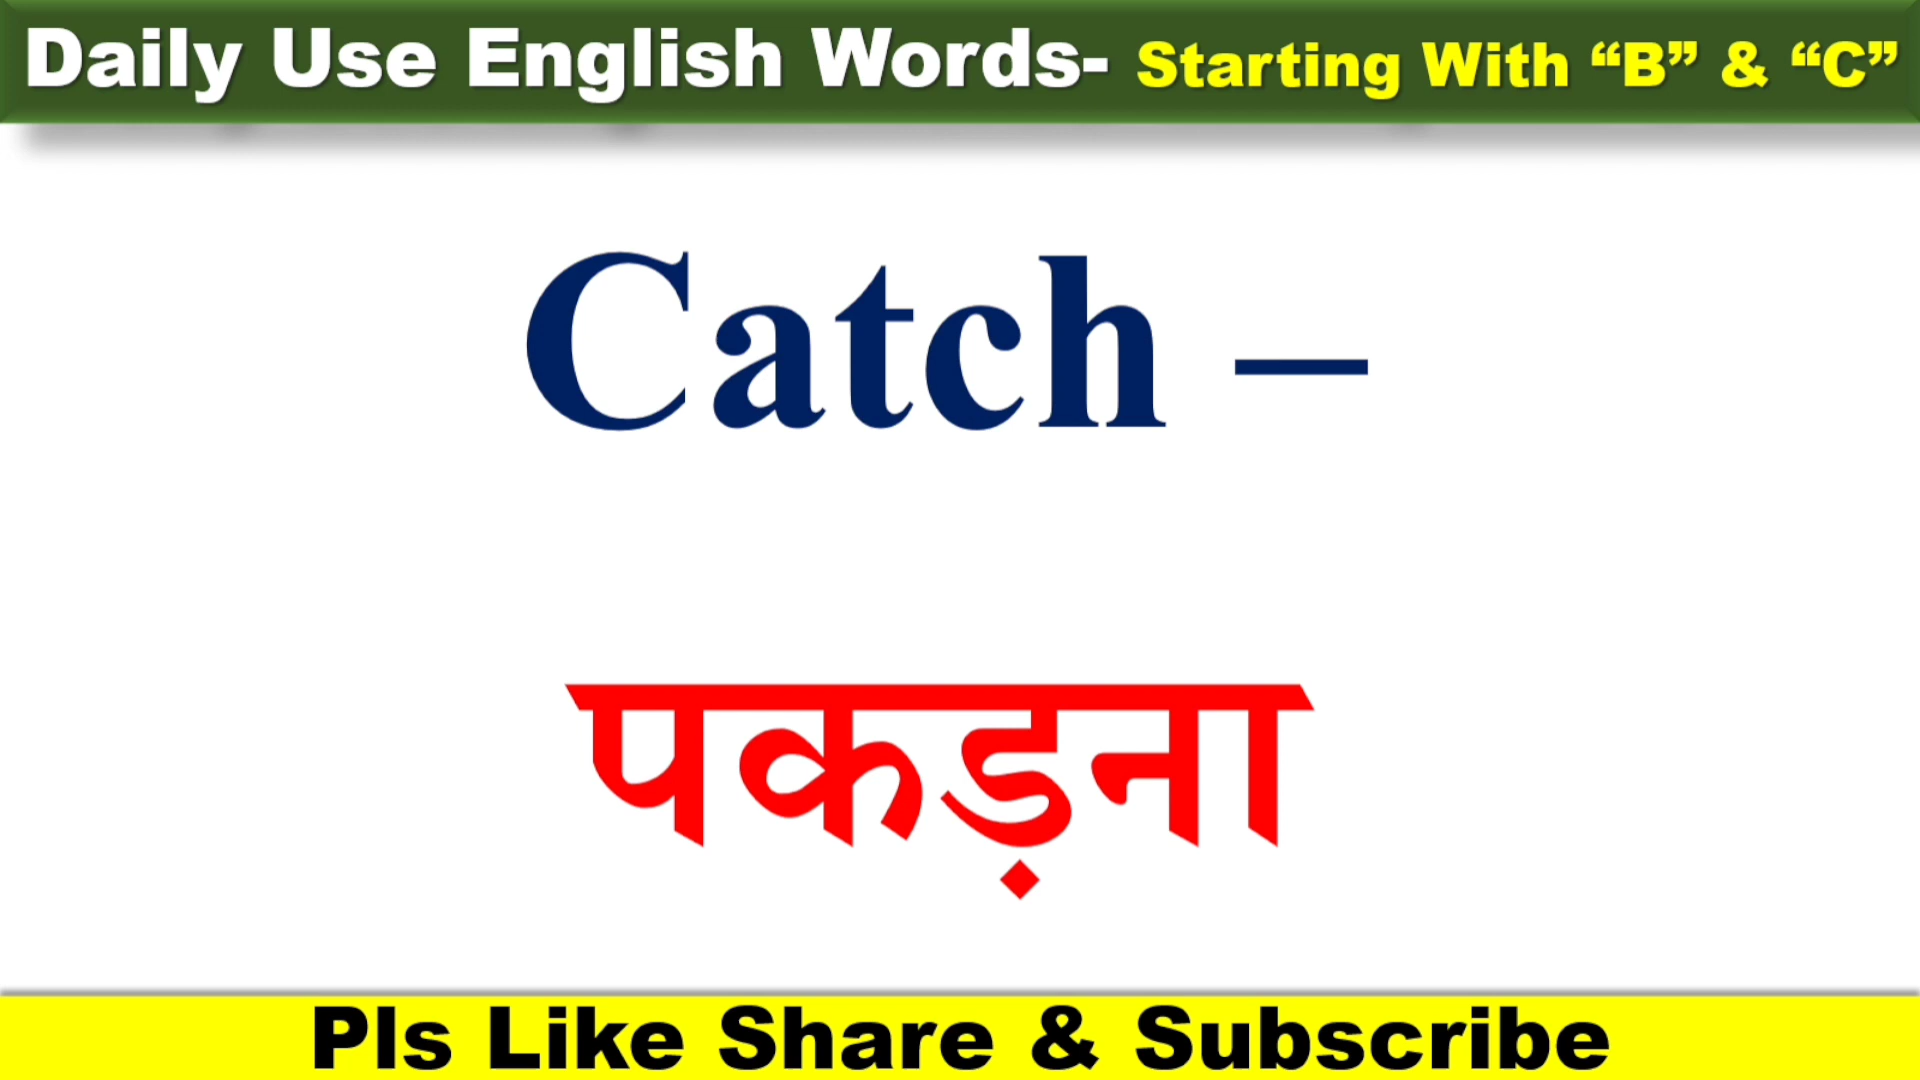 Daily Use English Words- Starting With “B” & “C”
Catch –
पकड़ना
Pls Like Share & Subscribe